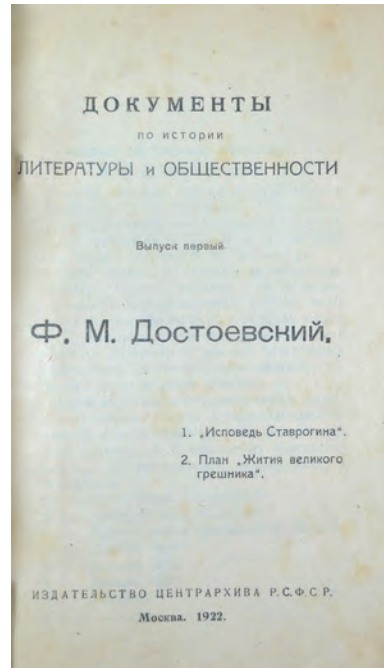 ДОКУМЕНТЫ
по истории
ЛИТЕРАТУРЫ и ОБЩЕСТВЕННОСТИ
Выпуск первый.
Ф. М. Достоевский.
1. „Исповедь Ставрогина“.
2. План „Жития великого
грешника“.
ИЗДАТЕЛЬСТВО ЦЕНТРАРХИВА Р.С.Ф.С.Р.
Москва. 1922.